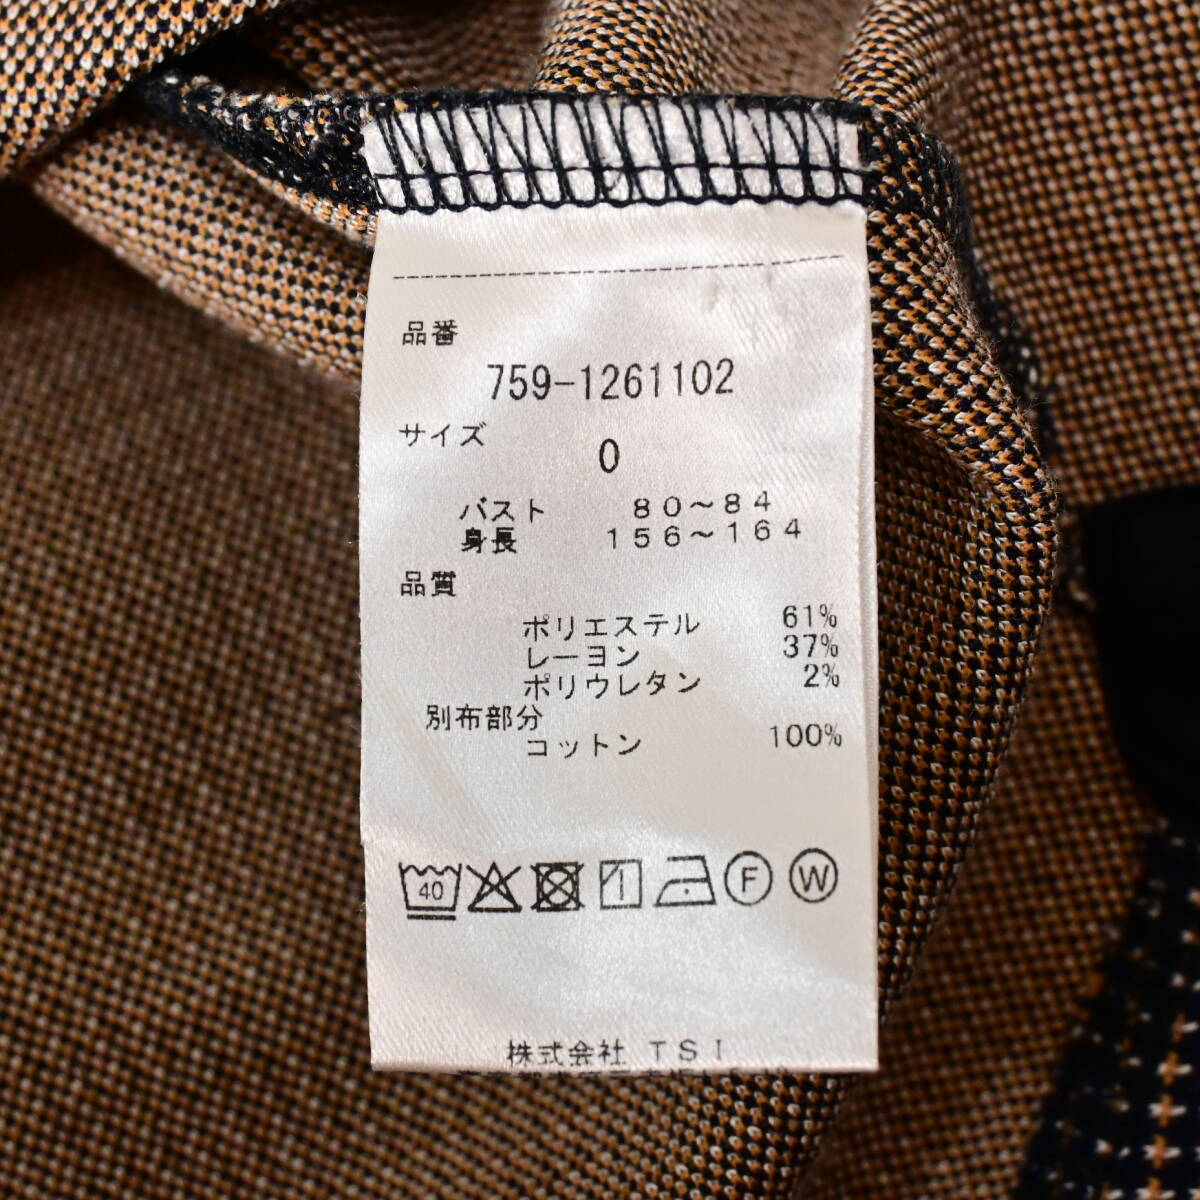 品番
759-1261102
サイズ
0
バスト 80~84
身長 156~164
品質
ポリエステル 61%
レーヨン 37%
ポリウレタン 2%
別布部分
コットン 100%
40 F W
株式会社 TSI